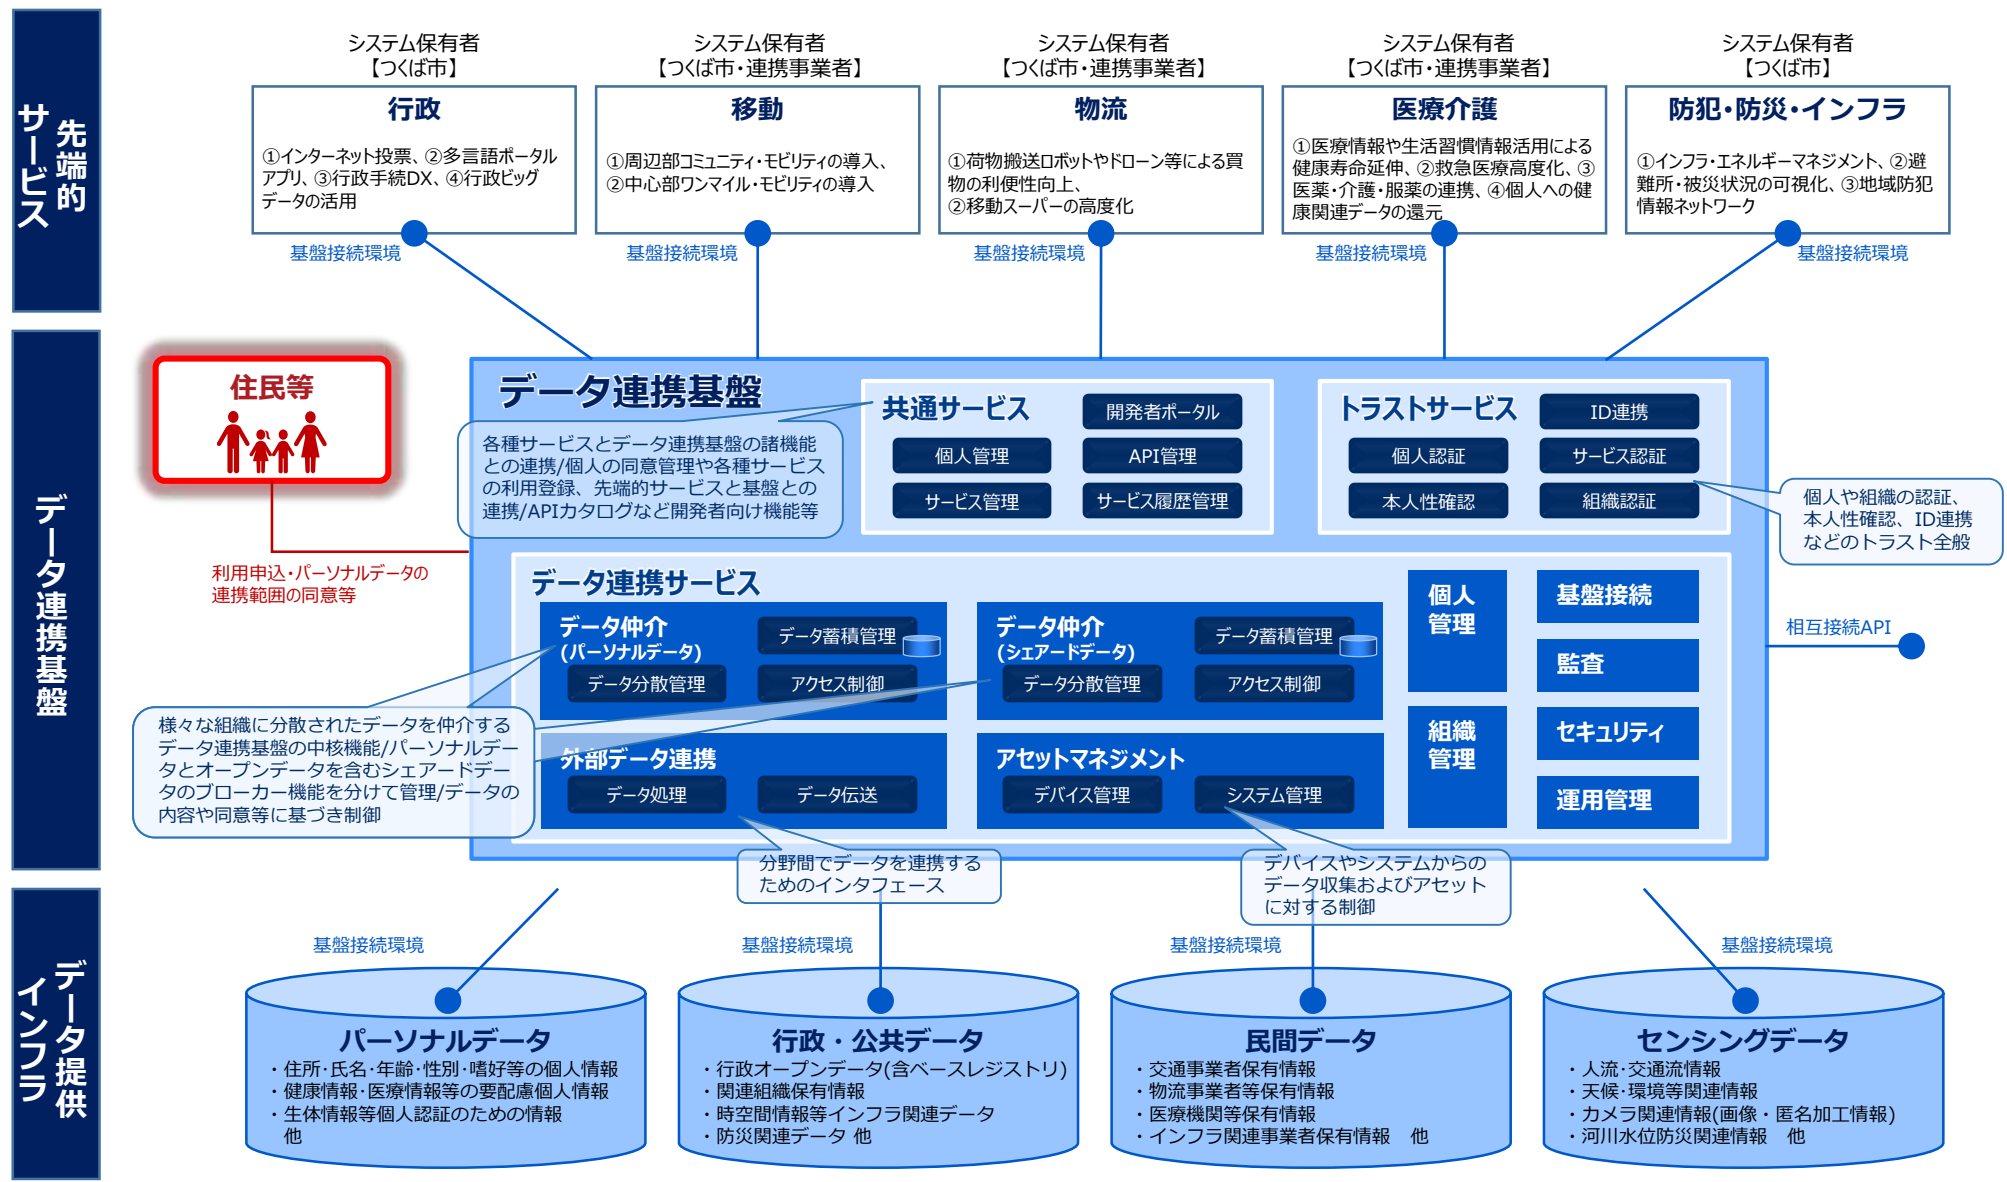 先端的
サービス
システム保有者
【つくば市】
行政
①インターネット投票、②多言語ポータル
アプリ、③行政手続DX、④行政ビッグ
データの活用
基盤接続環境
システム保有者
【つくば市・連携事業者】
移動
①周辺部コミュニティ・モビリティの導入、
②中心部ワンマイル・モビリティの導入
基盤接続環境
システム保有者
【つくば市・連携事業者】
物流
①荷物搬送ロボットやドローン等による買
物の利便性向上、
②移動スーパーの高度化
基盤接続環境
システム保有者
【つくば市・連携事業者】
医療介護
①医療情報や生活習慣情報活用による
健康寿命延伸、②救急医療高度化、③
医薬・介護・服薬の連携、④個人への健
康関連データの還元
基盤接続環境
システム保有者
【つくば市】
防犯・防災・インフラ
①インフラ・エネルギーマネジメント、②避
難所・被災状況の可視化、③地域防犯
情報ネットワーク
基盤接続環境
データ連携基盤
住民等
利用申込・パーソナルデータの
連携範囲の同意等
データ連携基盤
各種サービスとデータ連携基盤の諸機能
との連携/個人の同意管理や各種サービス
の利用登録、先端的サービスと基盤との
連携/APIカタログなど開発者向け機能等
共通サービス
開発者ポータル
個人管理
API管理
サービス管理
サービス履歴管理
トラストサービス
ID連携
個人認証
サービス認証
本人性確認
組織認証
個人や組織の認証、
本人性確認、ID連携
などのトラスト全般
データ連携サービス
データ仲介
(パーソナルデータ)
データ蓄積管理
データ分散管理
アクセス制御
データ仲介
(シェアードデータ)
データ蓄積管理
データ分散管理
アクセス制御
外部データ連携
データ処理
データ伝送
アセットマネジメント
デバイス管理
システム管理
個人
管理
組織
管理
基盤接続
監査
セキュリティ
運用管理
相互接続API
様々な組織に分散されたデータを仲介する
データ連携基盤の中核機能/パーソナルデー
タとオープンデータを含むシェアードデー
タのブローカー機能を分けて管理/データの
内容や同意等に基づき制御
分野間でデータを連携する
ためのインタフェース
デバイスやシステムからの
データ収集およびアセット
に対する制御
データ提供
インフラ
基盤接続環境
パーソナルデータ
・住所・氏名・年齢・性別・嗜好等の個人情報
・健康情報・医療情報等の要配慮個人情報
・生体情報等個人認証のための情報
他
基盤接続環境
行政・公共データ
・行政オープンデータ(含ベースレジストリ)
・関連組織保有情報
・時空間情報等インフラ関連データ
・防災関連データ 他
基盤接続環境
民間データ
・交通事業者保有情報
・物流事業者等保有情報
・医療機関等保有情報
・インフラ関連事業者保有情報　他
基盤接続環境
センシングデータ
・人流・交通流情報
・天候・環境等関連情報
・カメラ関連情報(画像・匿名加工情報)
・河川水位防災関連情報　他